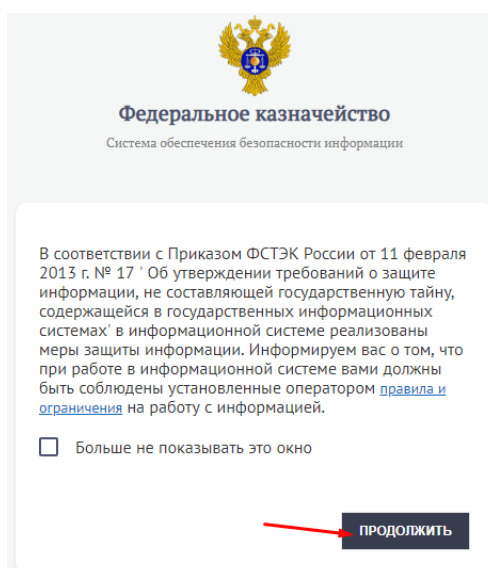 Федеральное казначейство
Система обеспечения безопасности информации
В соответствии с Приказом ФСТЭК России от 11 февраля
2013 г. № 17 ' Об утверждении требований о защите
информации, не составляющей государственную тайну,
содержащейся в государственных информационных
системах' в информационной системе реализованы
меры защиты информации. Информируем вас о том, что
при работе в информационной системе вами должны
быть соблюдены установленные оператором правила и
ограничения на работу с информацией.
Больше не показывать это окно
ПРОДОЛЖИТЬ